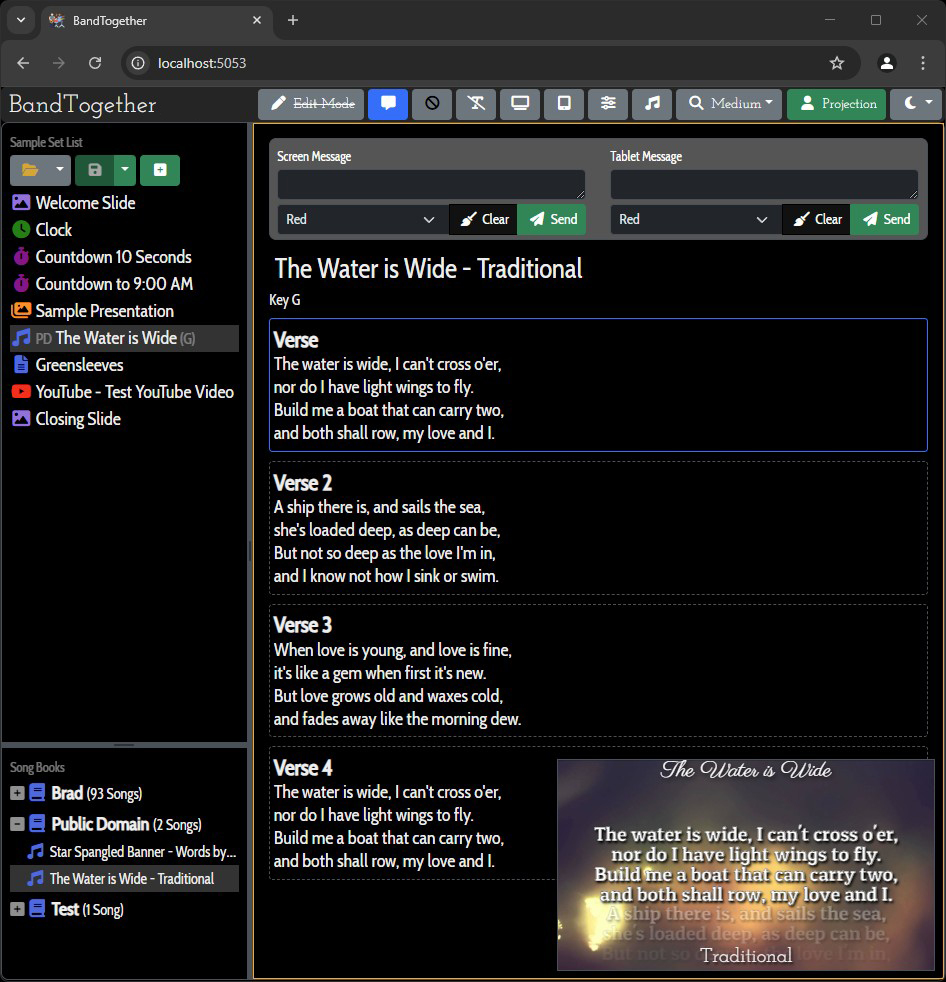 BandTogether
localhost:5053
BandTogether
Edit Mode
Medium
Projection
Sample Set List
Welcome Slide
Clock
Countdown 10 Seconds
Countdown to 9:00 AM
Sample Presentation
PD The Water is Wide (G)
Greensleeves
YouTube - Test YouTube Video
Closing Slide
Song Books
Brad (93 Songs)
Public Domain (2 Songs)
Star Spangled Banner - Words by...
The Water is Wide - Traditional
Test (1 Song)
Screen Message
Red
Clear
Send
Tablet Message
Red
Clear
Send
The Water is Wide - Traditional
Key G
Verse
The water is wide, I can't cross o'er,
nor do I have light wings to fly.
Build me a boat that can carry two,
and both shall row, my love and I.
Verse 2
A ship there is, and sails the sea,
she's loaded deep, as deep can be,
But not so deep as the love I'm in,
and I know not how I sink or swim.
Verse 3
When love is young, and love is fine,
it's like a gem when first it's new.
But love grows old and waxes cold,
and fades away like the morning dew.
Verse 4
The water is wide, I can't cross o'er,
nor do I have light wings to fly.
Build me a boat that can carry two,
and both shall row, my love and I.
The Water is Wide
The water is wide, I can't cross o'er,
nor do I have light wings to fly.
Build me a boat that can carry two,
and both shall row, my love and I.
A ship there is, and sails the sea,
she's loaded deep, as deep can be,
But not so love I'm in,
Traditional